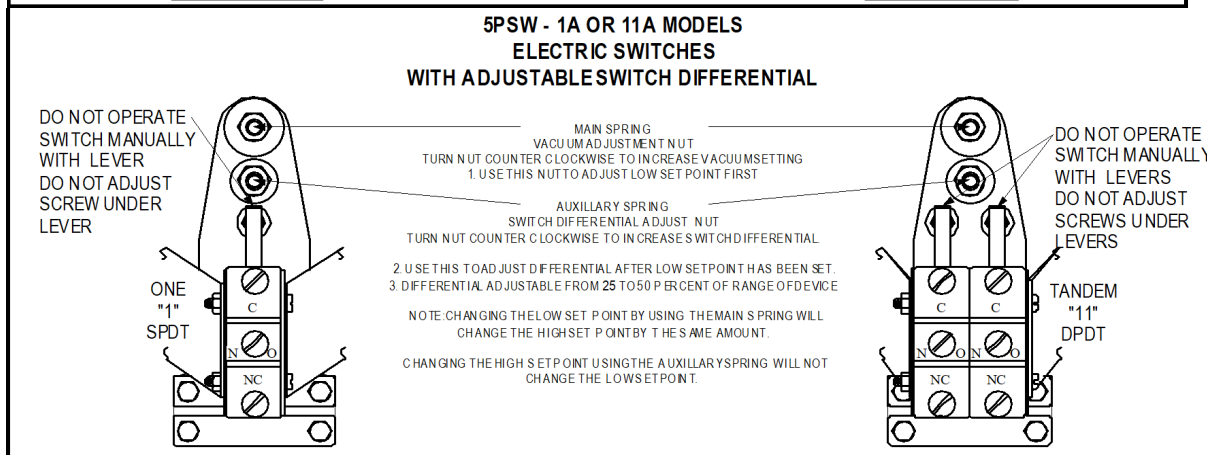 5PSW - 1A OR 11A MODELS
ELECTRIC SWITCHES
WITH ADJUSTABLE SWITCH DIFFERENTIAL
DO NOT OPERATE
SWITCH MANUALLY
WITH LEVER
DO NOT ADJUST
SCREW UNDER
LEVER
MAIN SPRING
VACUUM ADJUSTMENT NUT
TURN NUT COUNTER CLOCKWISE TO INCREASE VACUUM SETTING
1. USE THIS NUT TO ADJUST LOW SET POINT FIRST
AUXILLARY SPRING
SWITCH DIFFERENTIAL ADJUST NUT
TURN NUT COUNTER CLOCKWISE TO INCREASE SWITCH DIFFERENTIAL
2. USE THIS TO ADJUST DIFFERENTIAL AFTER LOW SETPOINT HAS BEEN SET.
3. DIFFERENTIAL ADJUSTABLE FROM 25 TO 50 PERCENT OF RANGE OF DEVICE
NOTE: CHANGING THE LOW SET POINT BY USING THE MAIN SPRING WILL
CHANGE THE HIGH SET POINT BY THE SAME AMOUNT.
CHANGING THE HIGH SETPOINT USING THE AUXILLARY SPRING WILL NOT
CHANGE THE LOW SETPOINT.
DO NOT OPERATE
SWITCH MANUALLY
WITH LEVERS
DO NOT ADJUST
SCREWS UNDER
LEVERS
ONE
"1"
SPDT
C
N O
NC
C C
N O N O
NC NC
TANDEM
"11"
DPDT